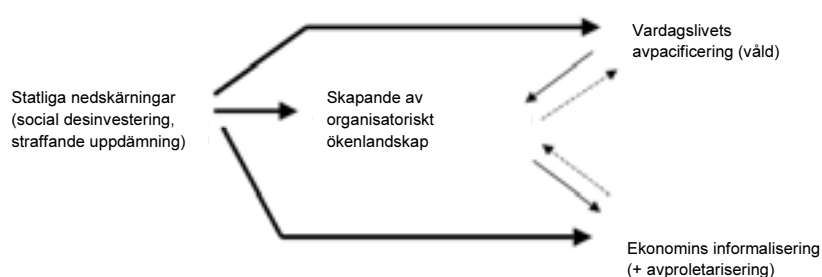 Vardagslivets
avpacificering (våld)
Statliga nedskärningar
(social desinvestering,
straffande uppdämning)
Skapande av
organisatoriskt
ökenlandskap
Ekonomins informalisering
(+ avproletarisering)